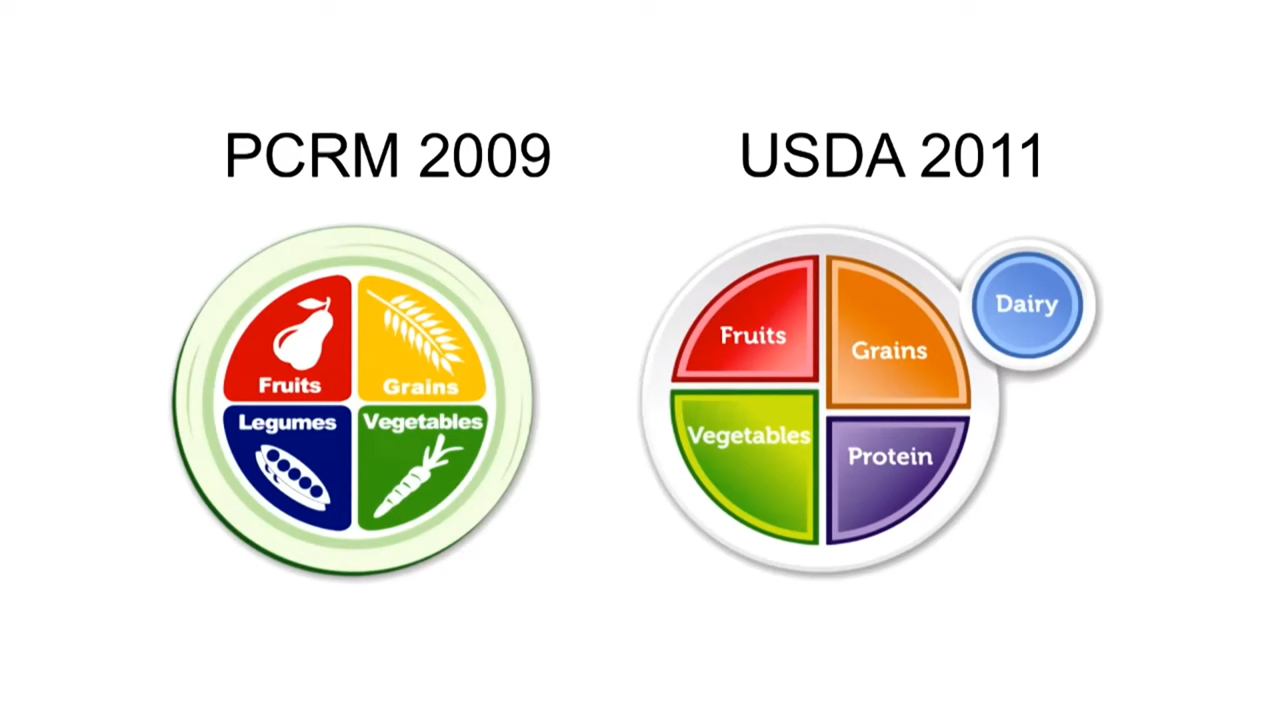 PCRM 2009
Fruits
Grains
Legumes
Vegetables
USDA 2011
Fruits
Grains
Vegetables
Protein
Dairy